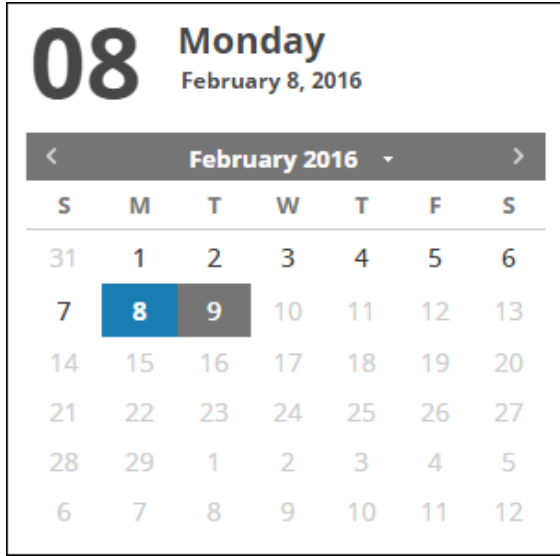 08 Monday
February 8, 2016
February 2016
S M T W T F S
31 1 2 3 4 5 6
7 8 9 10 11 12 13
14 15 16 17 18 19 20
21 22 23 24 25 26 27
28 29 1 2 3 4 5
6 7 8 9 10 11 12